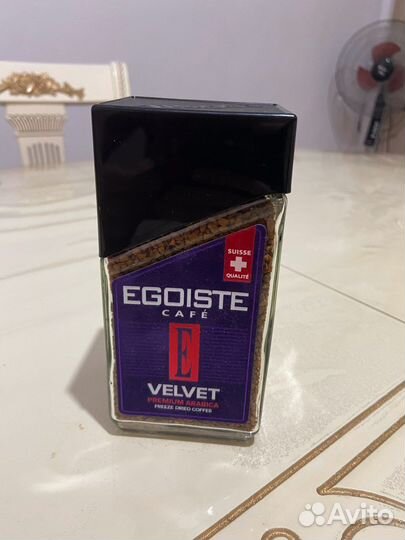 SUISSE
QUALITÉ
EGOISTE
CAFÉ
E
VELVET
PREMIUM ARABICA
FREEZE DRIED COFFEE
Avito